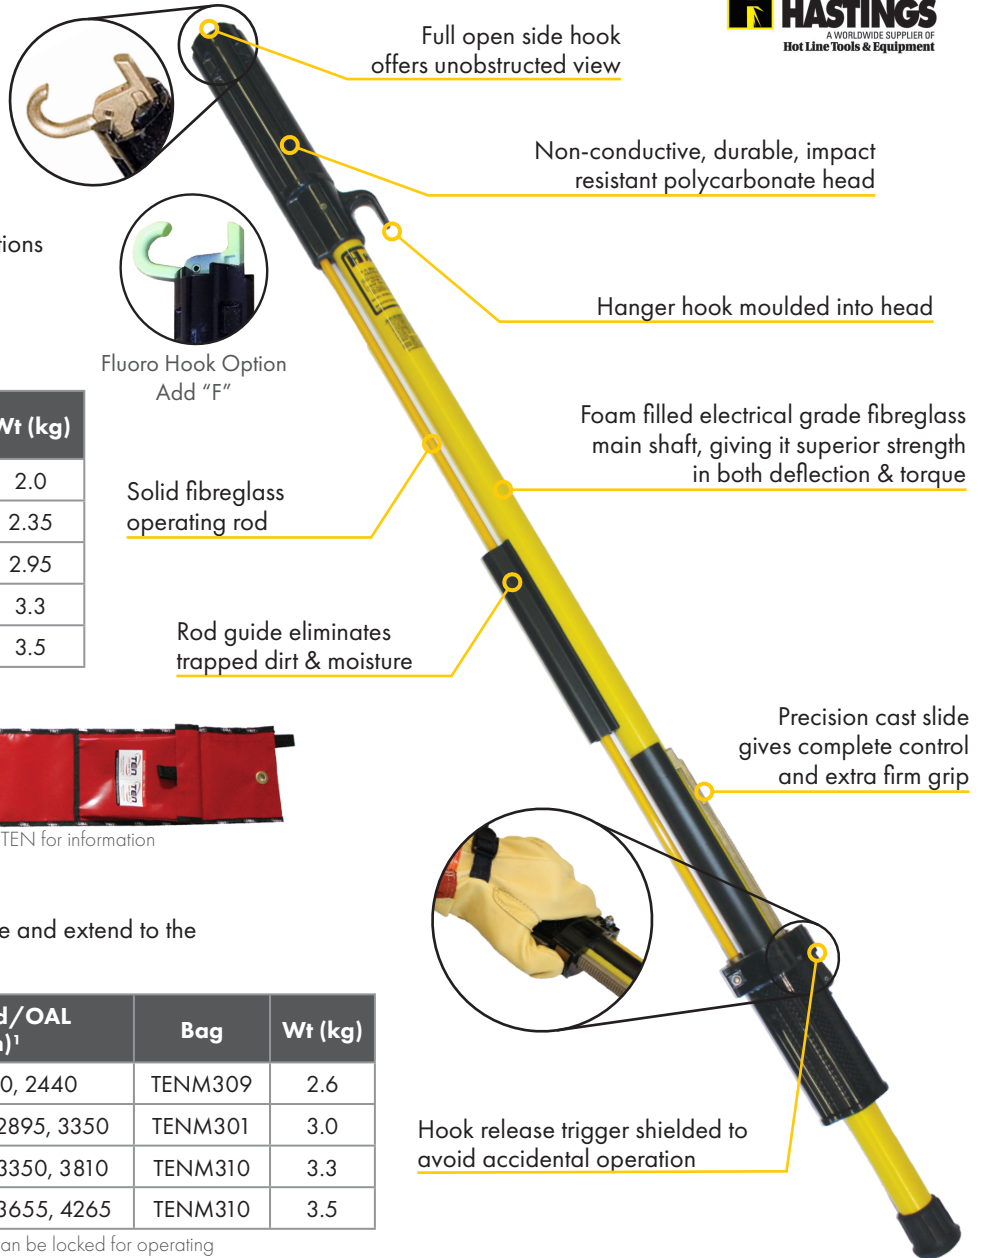 HASTINGS
A WORLDWIDE SUPPLIER OF
Hot Line Tools & Equipment
Full open side hook
offers unobstructed view
Non-conductive, durable, impact
resistant polycarbonate head
tions
Hanger hook moulded into head
Fluoro Hook Option
Add “F”
Wt (kg)
2.0
2.35
2.95
3.3
3.5
Foam filled electrical grade fibreglass
main shaft, giving it superior strength
in both deflection & torque
Solid fibreglass
operating rod
Rod guide eliminates
trapped dirt & moisture
Precision cast slide
gives complete control
and extra firm grip
TEN
TEN
TEN for information
e and extend to the
d/OAL
)¹ Bag Wt (kg)
0, 2440 TENM309 2.6
2895, 3350 TENM301 3.0
3350, 3810 TENM310 3.3
3655, 4265 TENM310 3.5
an be locked for operating
Hook release trigger shielded to
avoid accidental operation